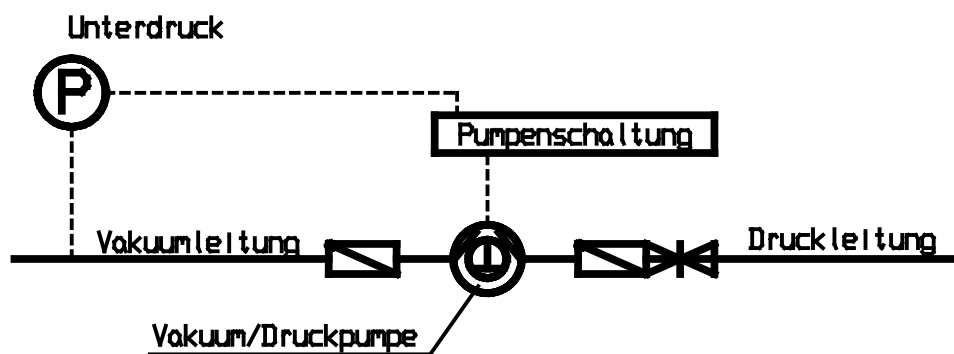 Unterdruck
P
Pumpenschaltung
Vakuumleitung
Druckleitung
Vakuum/Druckpumpe